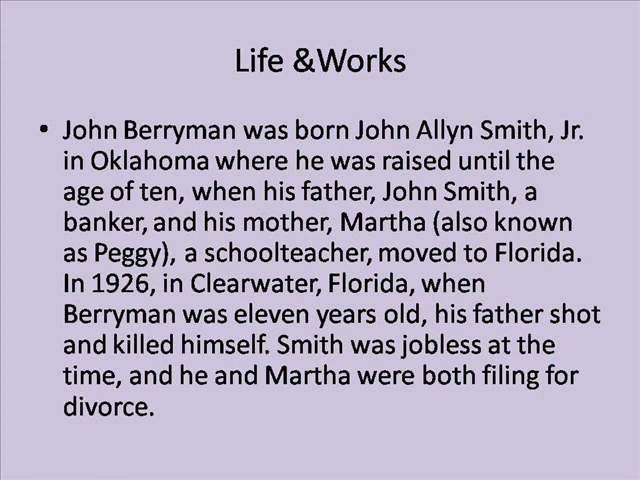 Life &Works
• John Berryman was born John Allyn Smith, Jr.
in Oklahoma where he was raised until the
age of ten, when his father, John Smith, a
banker, and his mother, Martha (also known
as Peggy), a schoolteacher, moved to Florida.
In 1926, in Clearwater, Florida, when
Berryman was eleven years old, his father shot
and killed himself. Smith was jobless at the
time, and he and Martha were both filing for
divorce.